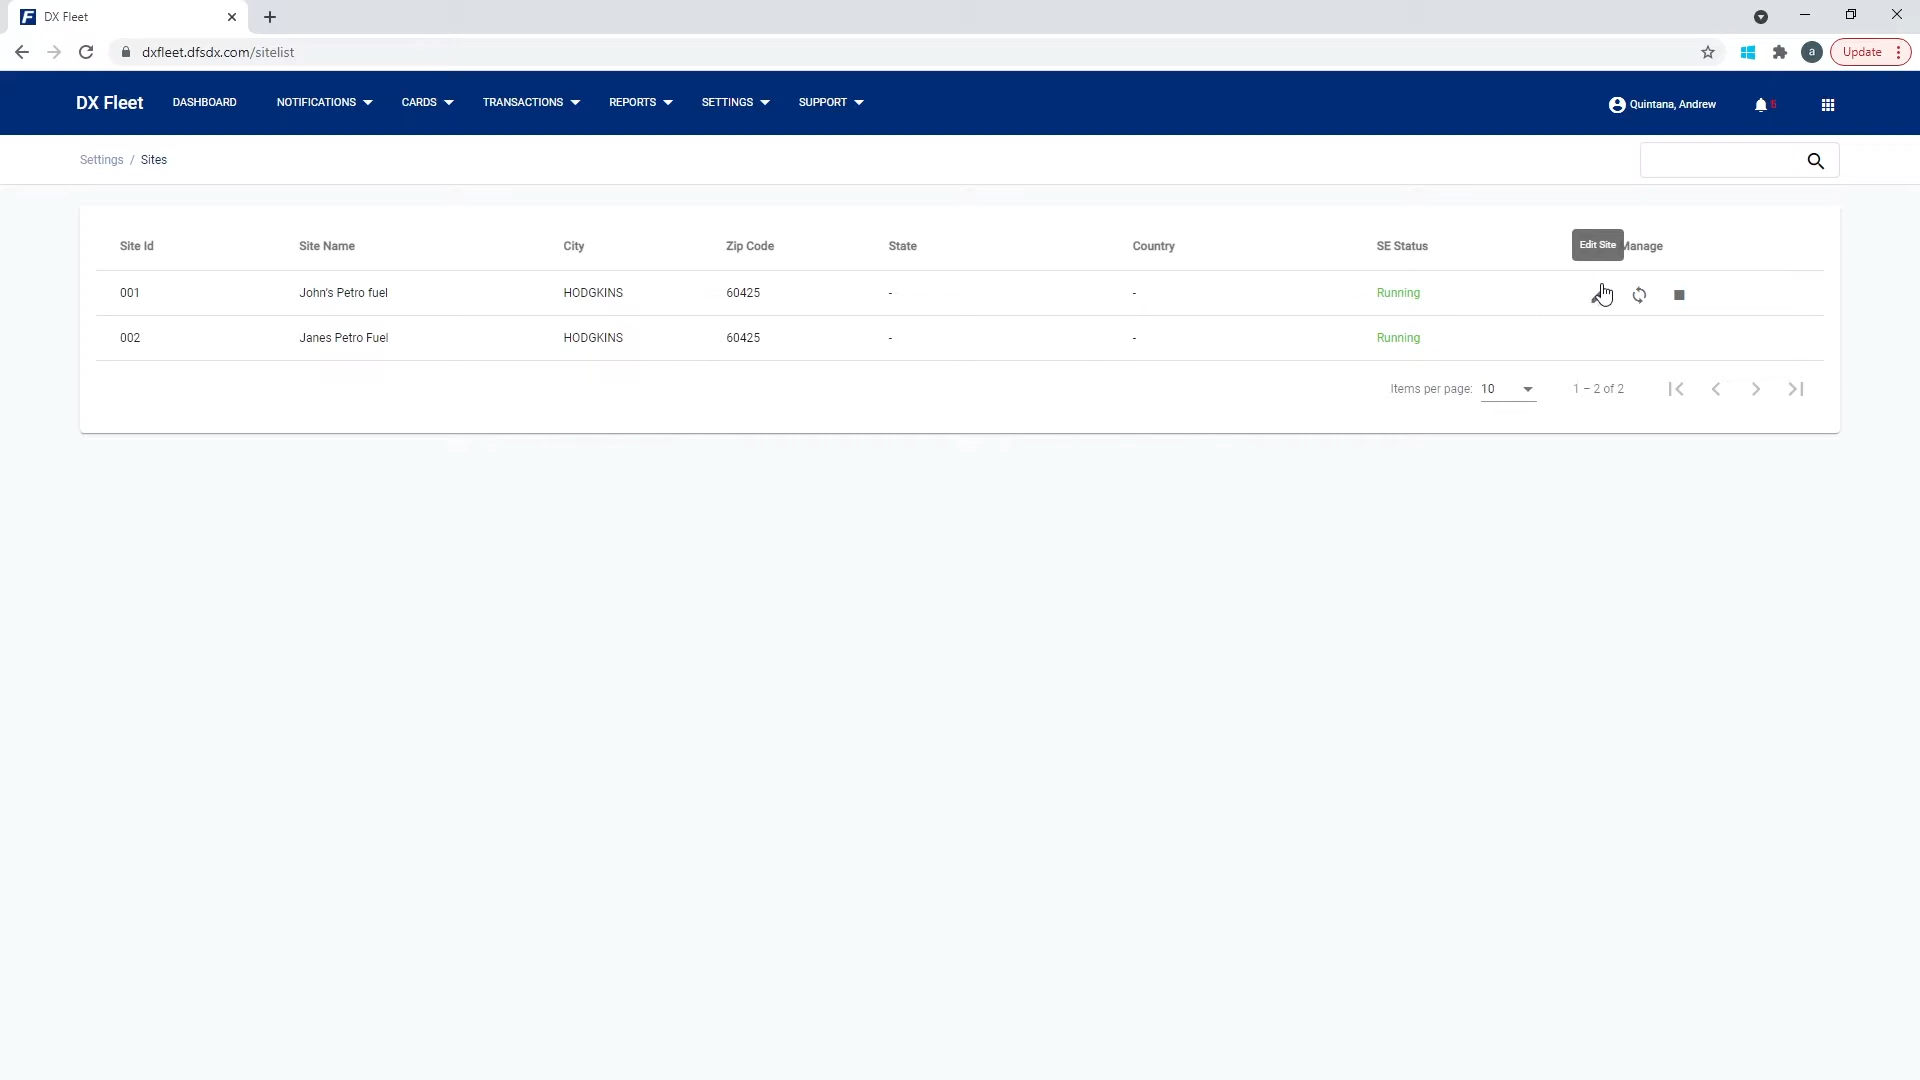 DX Fleet
dxfleet.dfsdx.com/sitelist
a
Update
DX Fleet DASHBOARD NOTIFICATIONS CARDS TRANSACTIONS REPORTS SETTINGS SUPPORT Quintana, Andrew 6
Settings / Sites
Site Id Site Name City Zip Code State Country SE Status Manage
Edit Site
001 John's Petro fuel HODGKINS 60425 - - Running
002 Janes Petro Fuel HODGKINS 60425 - - Running
Items per page: 10 1 – 2 of 2